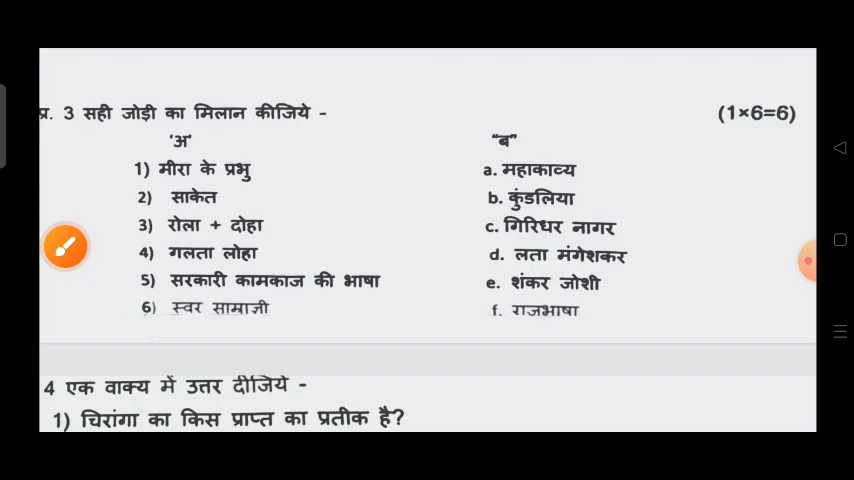 प्र. 3 सही जोड़ी का मिलान कीजिये - (1×6=6)
'अ' "ब"
1) मीरा के प्रभु a. महाकाव्य
2) साकेत b. कुंडलिया
3) रोला + दोहा c. गिरिधर नागर
4) गलता लोहा d. लता मंगेशकर
5) सरकारी कामकाज की भाषा e. शंकर जोशी
6) स्वर साम्राज्ञी f. राजभाषा
4 एक वाक्य में उत्तर दीजिये -
1) चिरांगा का किस प्राप्त का प्रतीक है?